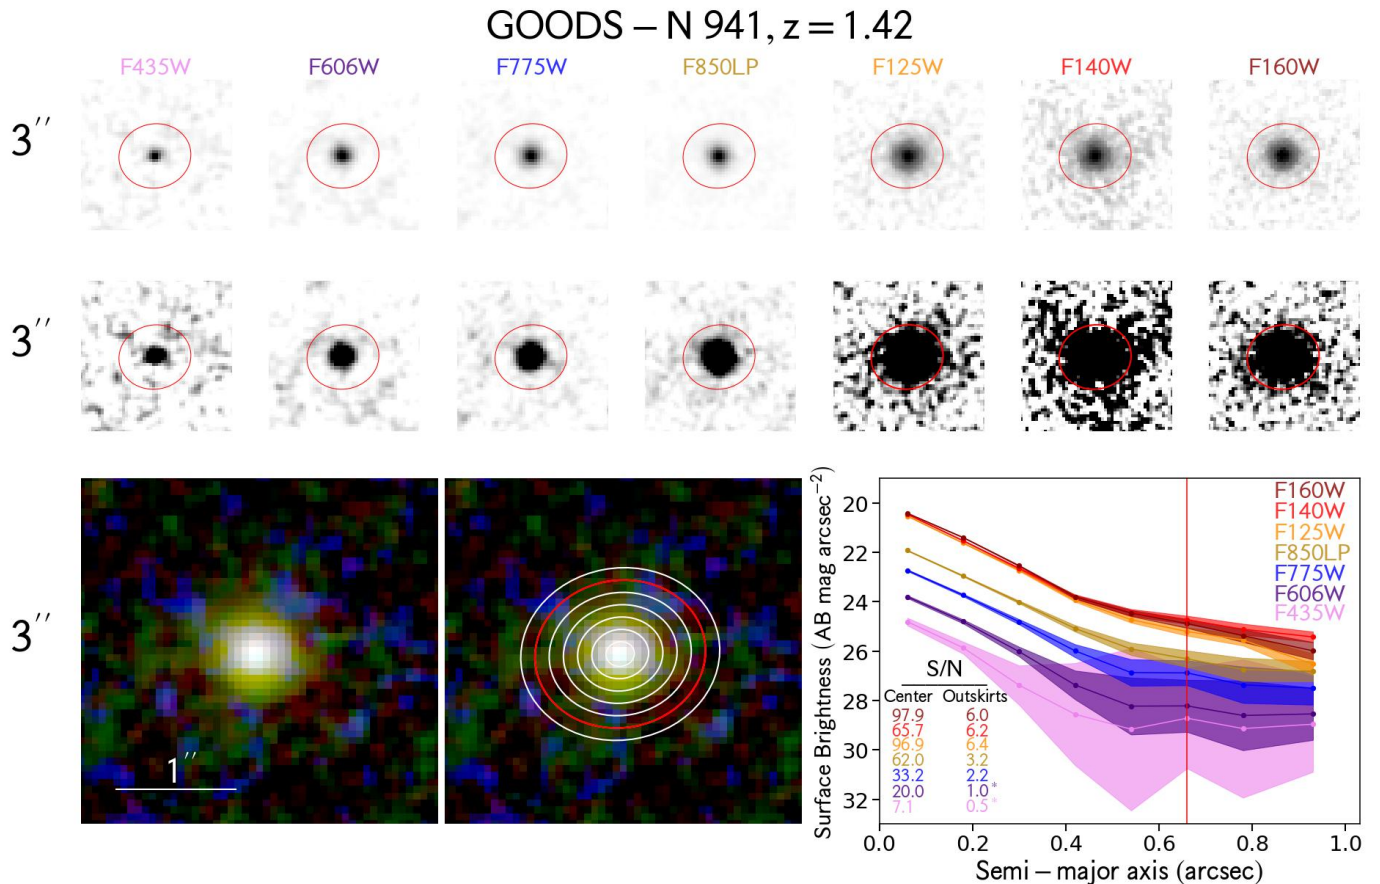 GOODS – N 941, z = 1.42
F435W F606W F775W F850LP F125W F140W F160W
3′′
3′′
3′′
1′′
Surface Brightness (AB mag arcsec−2)
20
22
24
26
28
30
32
F160W
F140W
F125W
F850LP
F775W
F606W
F435W
S/N
Center Outskirts
97.9 6.0
65.7 6.2
96.9 6.4
62.0 3.2
33.2 2.2
20.0 1.0*
7.1 0.5*
0.0 0.2 0.4 0.6 0.8 1.0
Semi – major axis (arcsec)